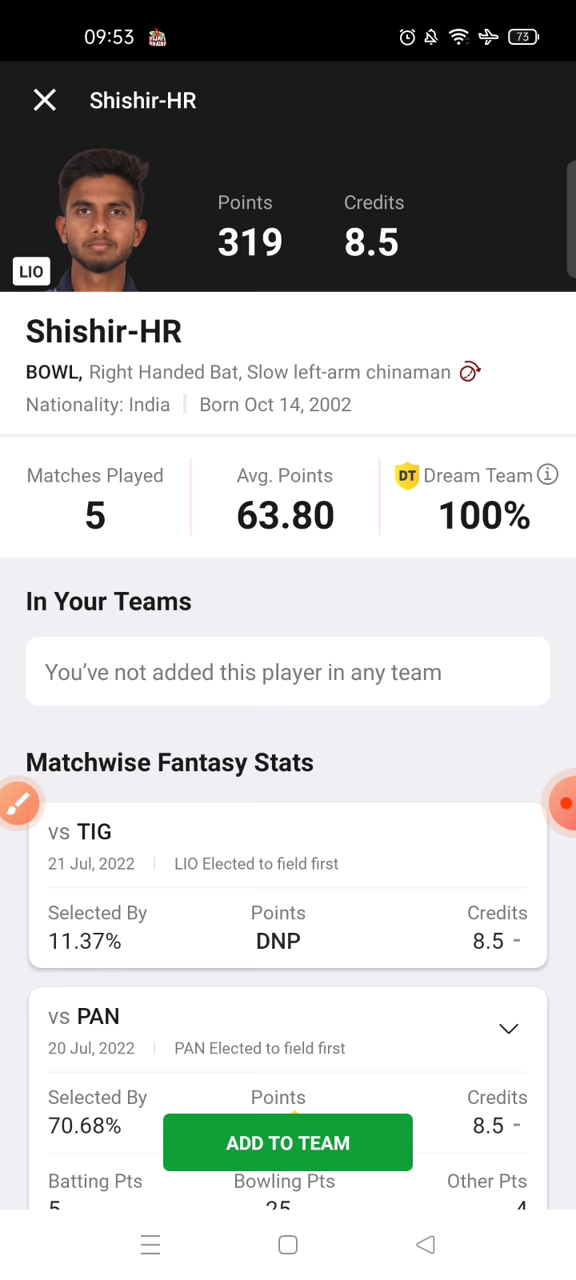 09:53
73
Shishir-HR
Points
Credits
319
8.5
LIO
Shishir-HR
BOWL, Right Handed Bat, Slow left-arm chinaman
Nationality: India | Born Oct 14, 2002
Matches Played
Avg. Points
DT Dream Team
5
63.80
100%
In Your Teams
You’ve not added this player in any team
Matchwise Fantasy Stats
vs TIG
21 Jul, 2022 | LIO Elected to field first
Selected By
Points
Credits
11.37%
DNP
8.5 -
vs PAN
20 Jul, 2022 | PAN Elected to field first
Selected By
Points
Credits
70.68%
8.5 -
ADD TO TEAM
Batting Pts
Bowling Pts
Other Pts
5
25
4